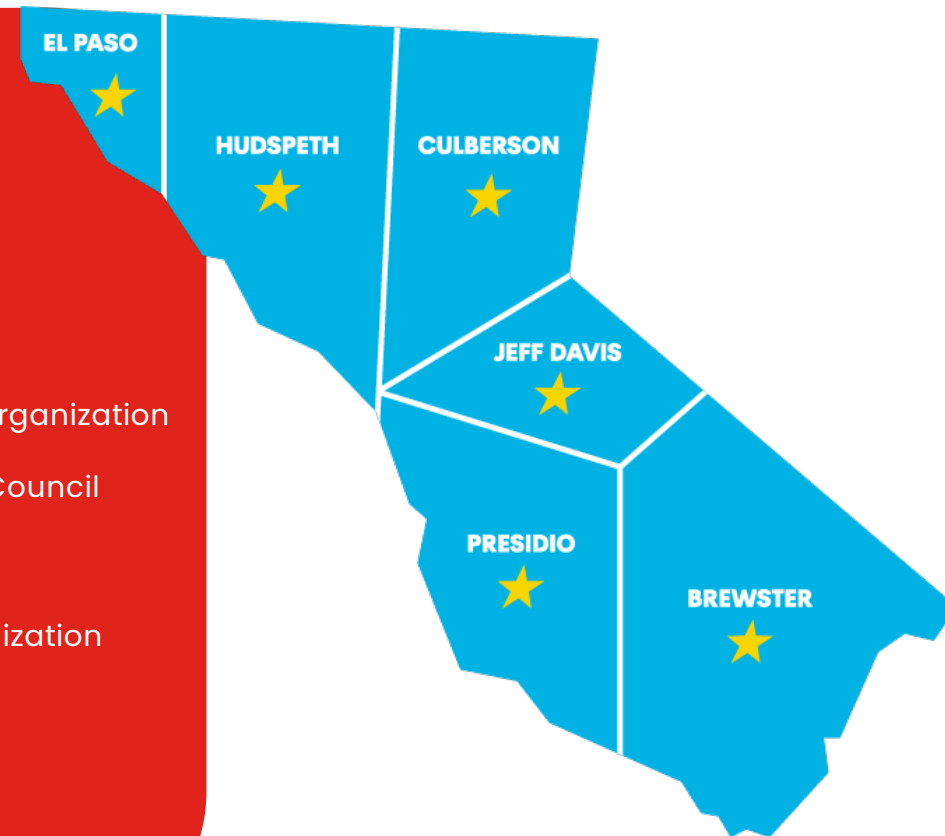 EL PASO
HUDSPETH
CULBERSON
JEFF DAVIS
rganization
Council
PRESIDIO
BREWSTER
ization